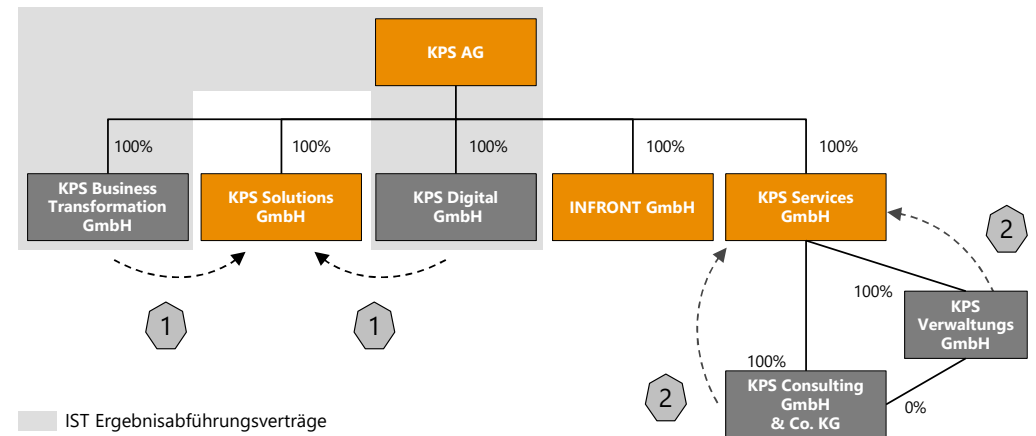 KPS AG
100%
100%
100%
100%
100%
KPS Business
Transformation
GmbH
KPS Solutions
GmbH
KPS Digital
GmbH
INFRONT GmbH
KPS Services
GmbH
2
1
1
100%
KPS
Verwaltungs
GmbH
100%
KPS Consulting
GmbH
& Co. KG
2
0%
IST Ergebnisabführungsverträge